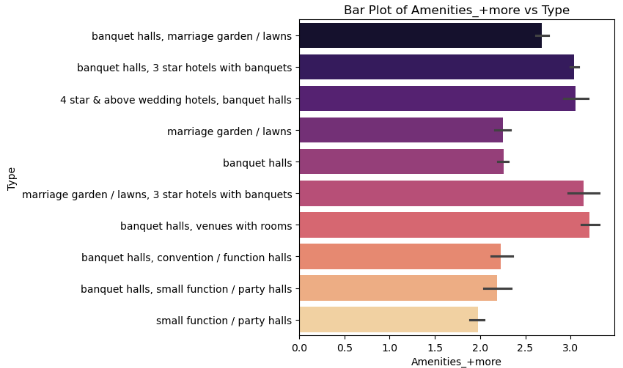 Bar Plot of Amenities_+more vs Type
Type
banquet halls, marriage garden / lawns
banquet halls, 3 star hotels with banquets
4 star & above wedding hotels, banquet halls
marriage garden / lawns
banquet halls
marriage garden / lawns, 3 star hotels with banquets
banquet halls, venues with rooms
banquet halls, convention / function halls
banquet halls, small function / party halls
small function / party halls
0.0 0.5 1.0 1.5 2.0 2.5 3.0
Amenities_+more